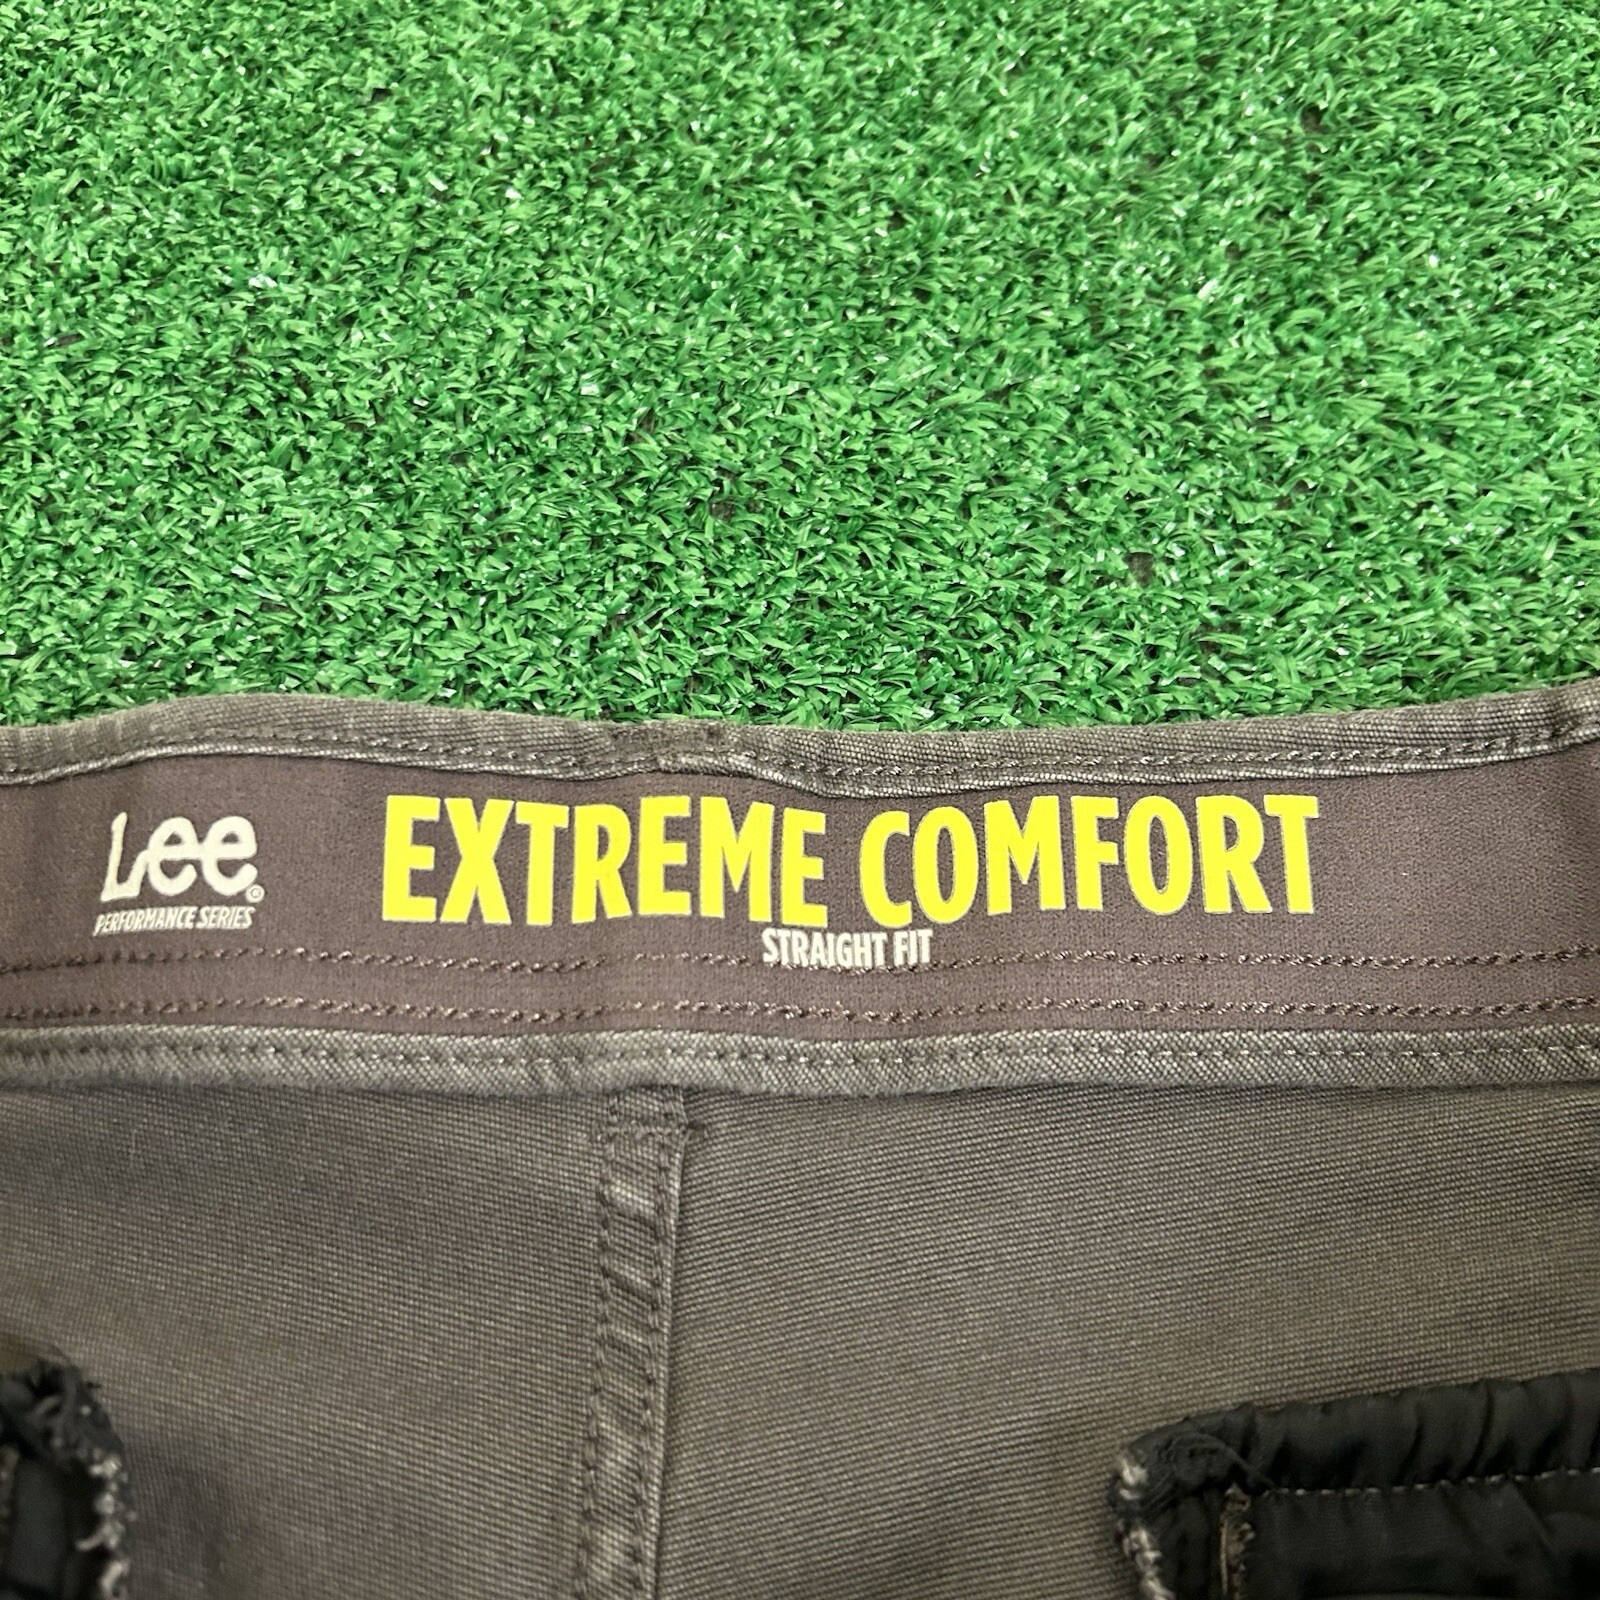 Lee®
PERFORMANCE SERIES
EXTREME COMFORT
STRAIGHT FIT